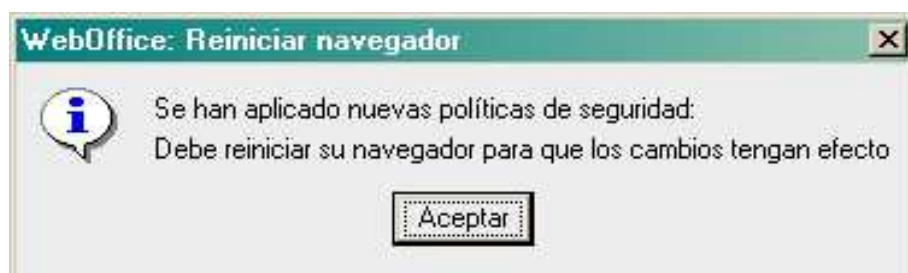 WebOffice: Reiniciar navegador
Se han aplicado nuevas políticas de seguridad:
Debe reiniciar su navegador para que los cambios tengan efecto
Aceptar